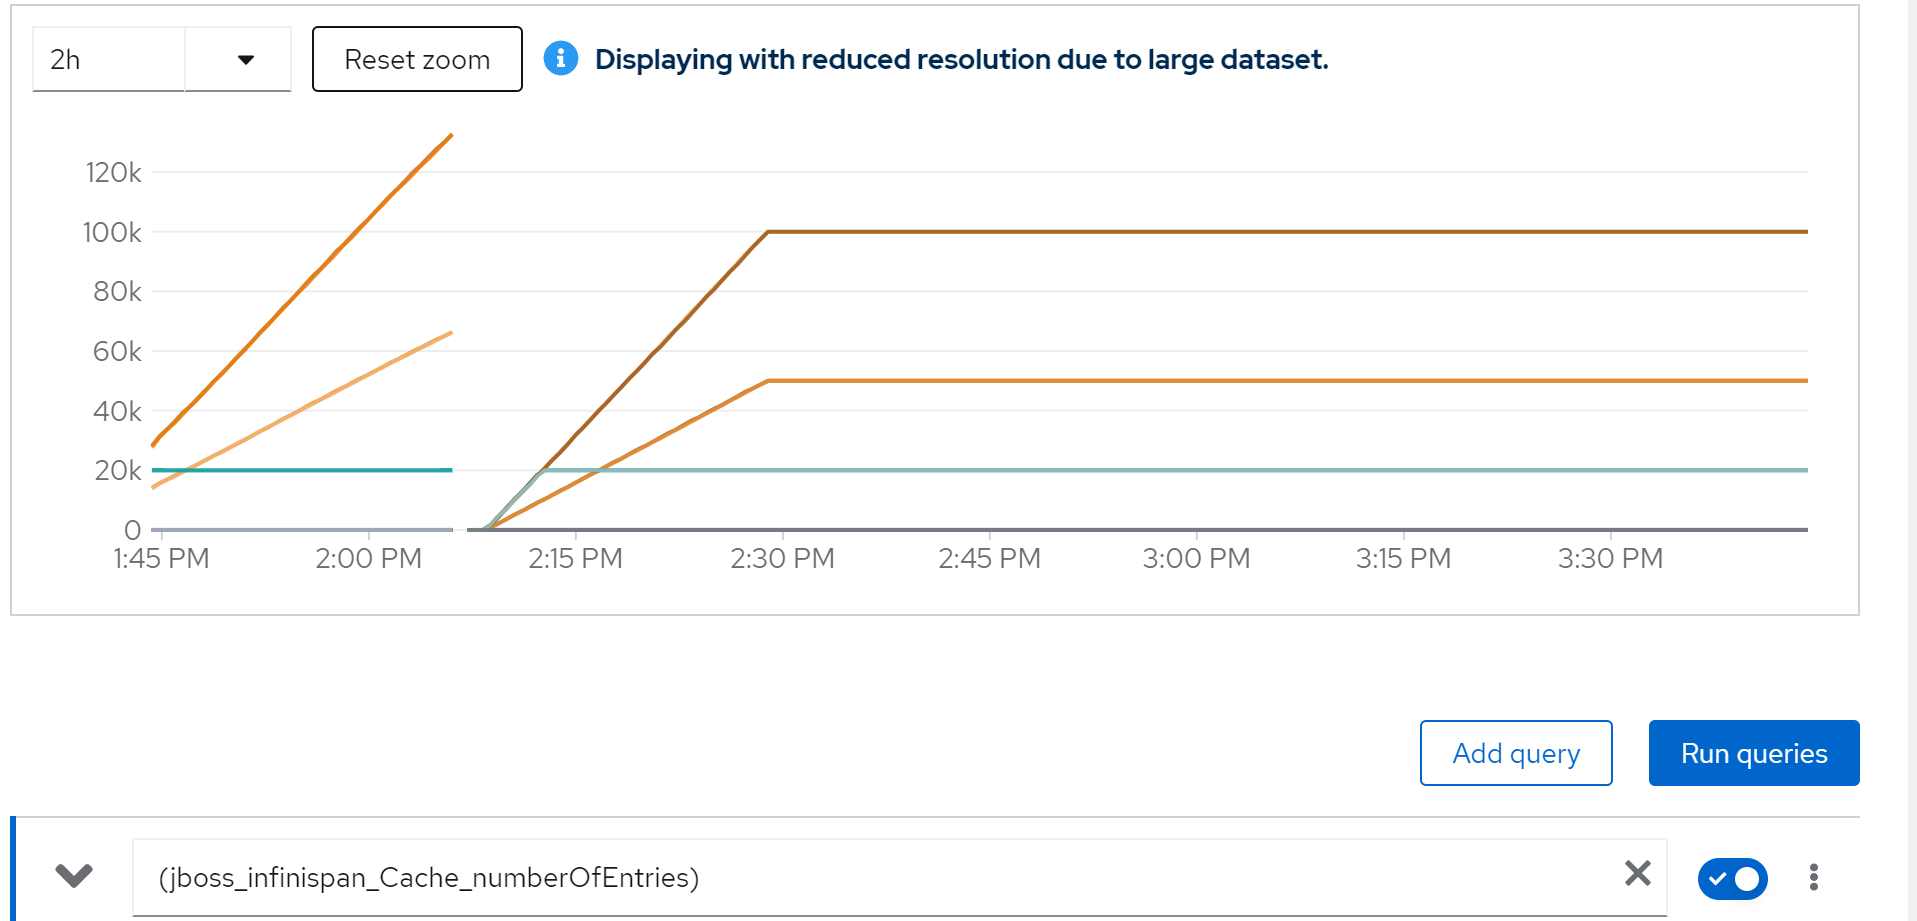 2h
Reset zoom
Displaying with reduced resolution due to large dataset.
120k
100k
80k
60k
40k
20k
0
1:45 PM 2:00 PM 2:15 PM 2:30 PM 2:45 PM 3:00 PM 3:15 PM 3:30 PM
Add query
Run queries
(jboss_infinispan_Cache_numberOfEntries)